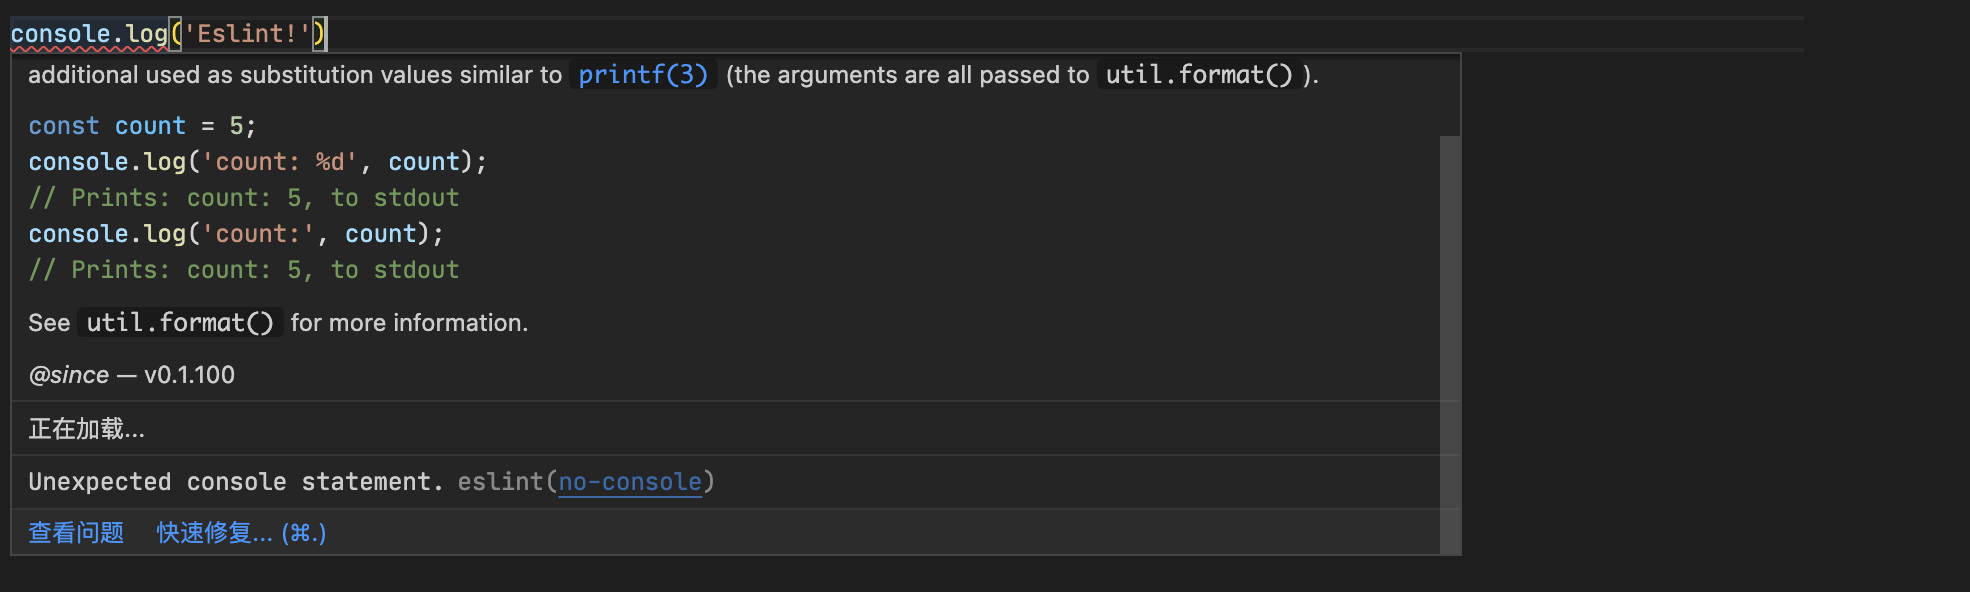 console.log('Eslint!')
additional used as substitution values similar to printf(3) (the arguments are all passed to util.format() ).
const count = 5;
console.log('count: %d', count);
// Prints: count: 5, to stdout
console.log('count:', count);
// Prints: count: 5, to stdout
See util.format() for more information.
@since — v0.1.100
正在加载...
Unexpected console statement. eslint(no-console)
查看问题 快速修复... (⌘.)